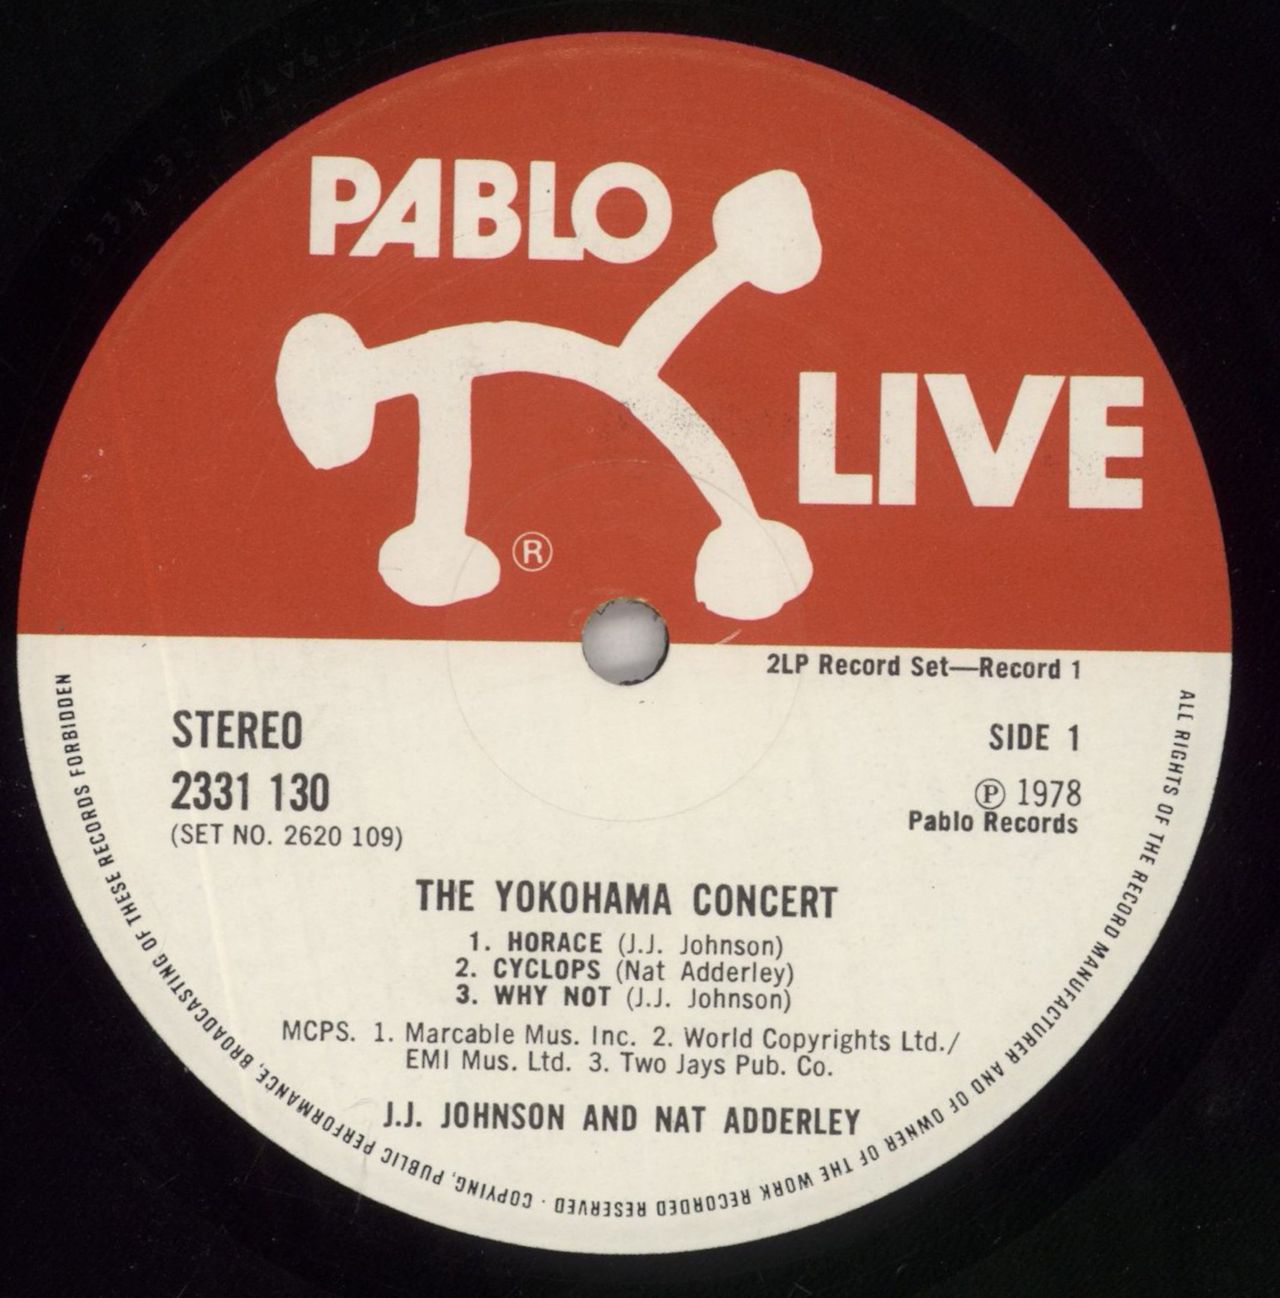 PABLO
LIVE
®
2LP Record Set—Record 1
STEREO
SIDE 1
2331 130
℗ 1978
(SET NO. 2620 109)
Pablo Records
THE YOKOHAMA CONCERT
1. HORACE (J.J. Johnson)
2. CYCLOPS (Nat Adderley)
3. WHY NOT (J.J. Johnson)
MCPS. 1. Marcable Mus. Inc. 2. World Copyrights Ltd./
EMI Mus. Ltd. 3. Two Jays Pub. Co.
J.J. JOHNSON AND NAT ADDERLEY
ALL RIGHTS OF THE RECORD MANUFACTURER AND OF OWNER OF THE WORK RECORDED RESERVED · COPYING, PUBLIC PERFORMANCE, BROADCASTING OF THESE RECORDS FORBIDDEN